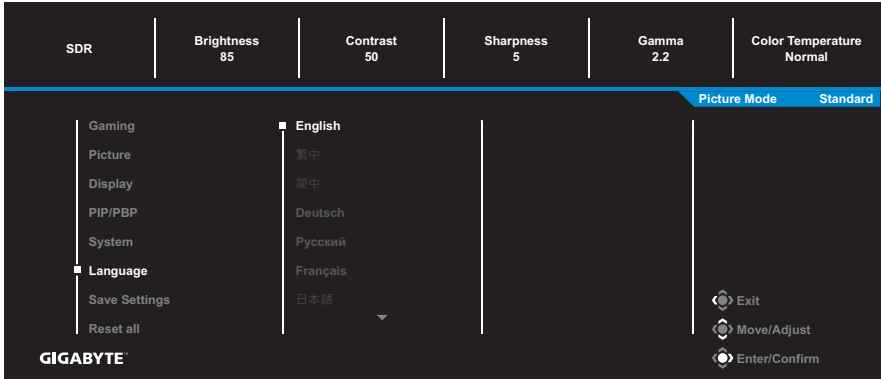 SDR
Brightness
85
Contrast
50
Sharpness
5
Gamma
2.2
Color Temperature
Normal
Picture Mode Standard
Gaming
Picture
Display
PIP/PBP
System
Language
Save Settings
Reset all
English
繁中
简中
Deutsch
Русский
Français
日本語
Exit
Move/Adjust
Enter/Confirm
GIGABYTE™